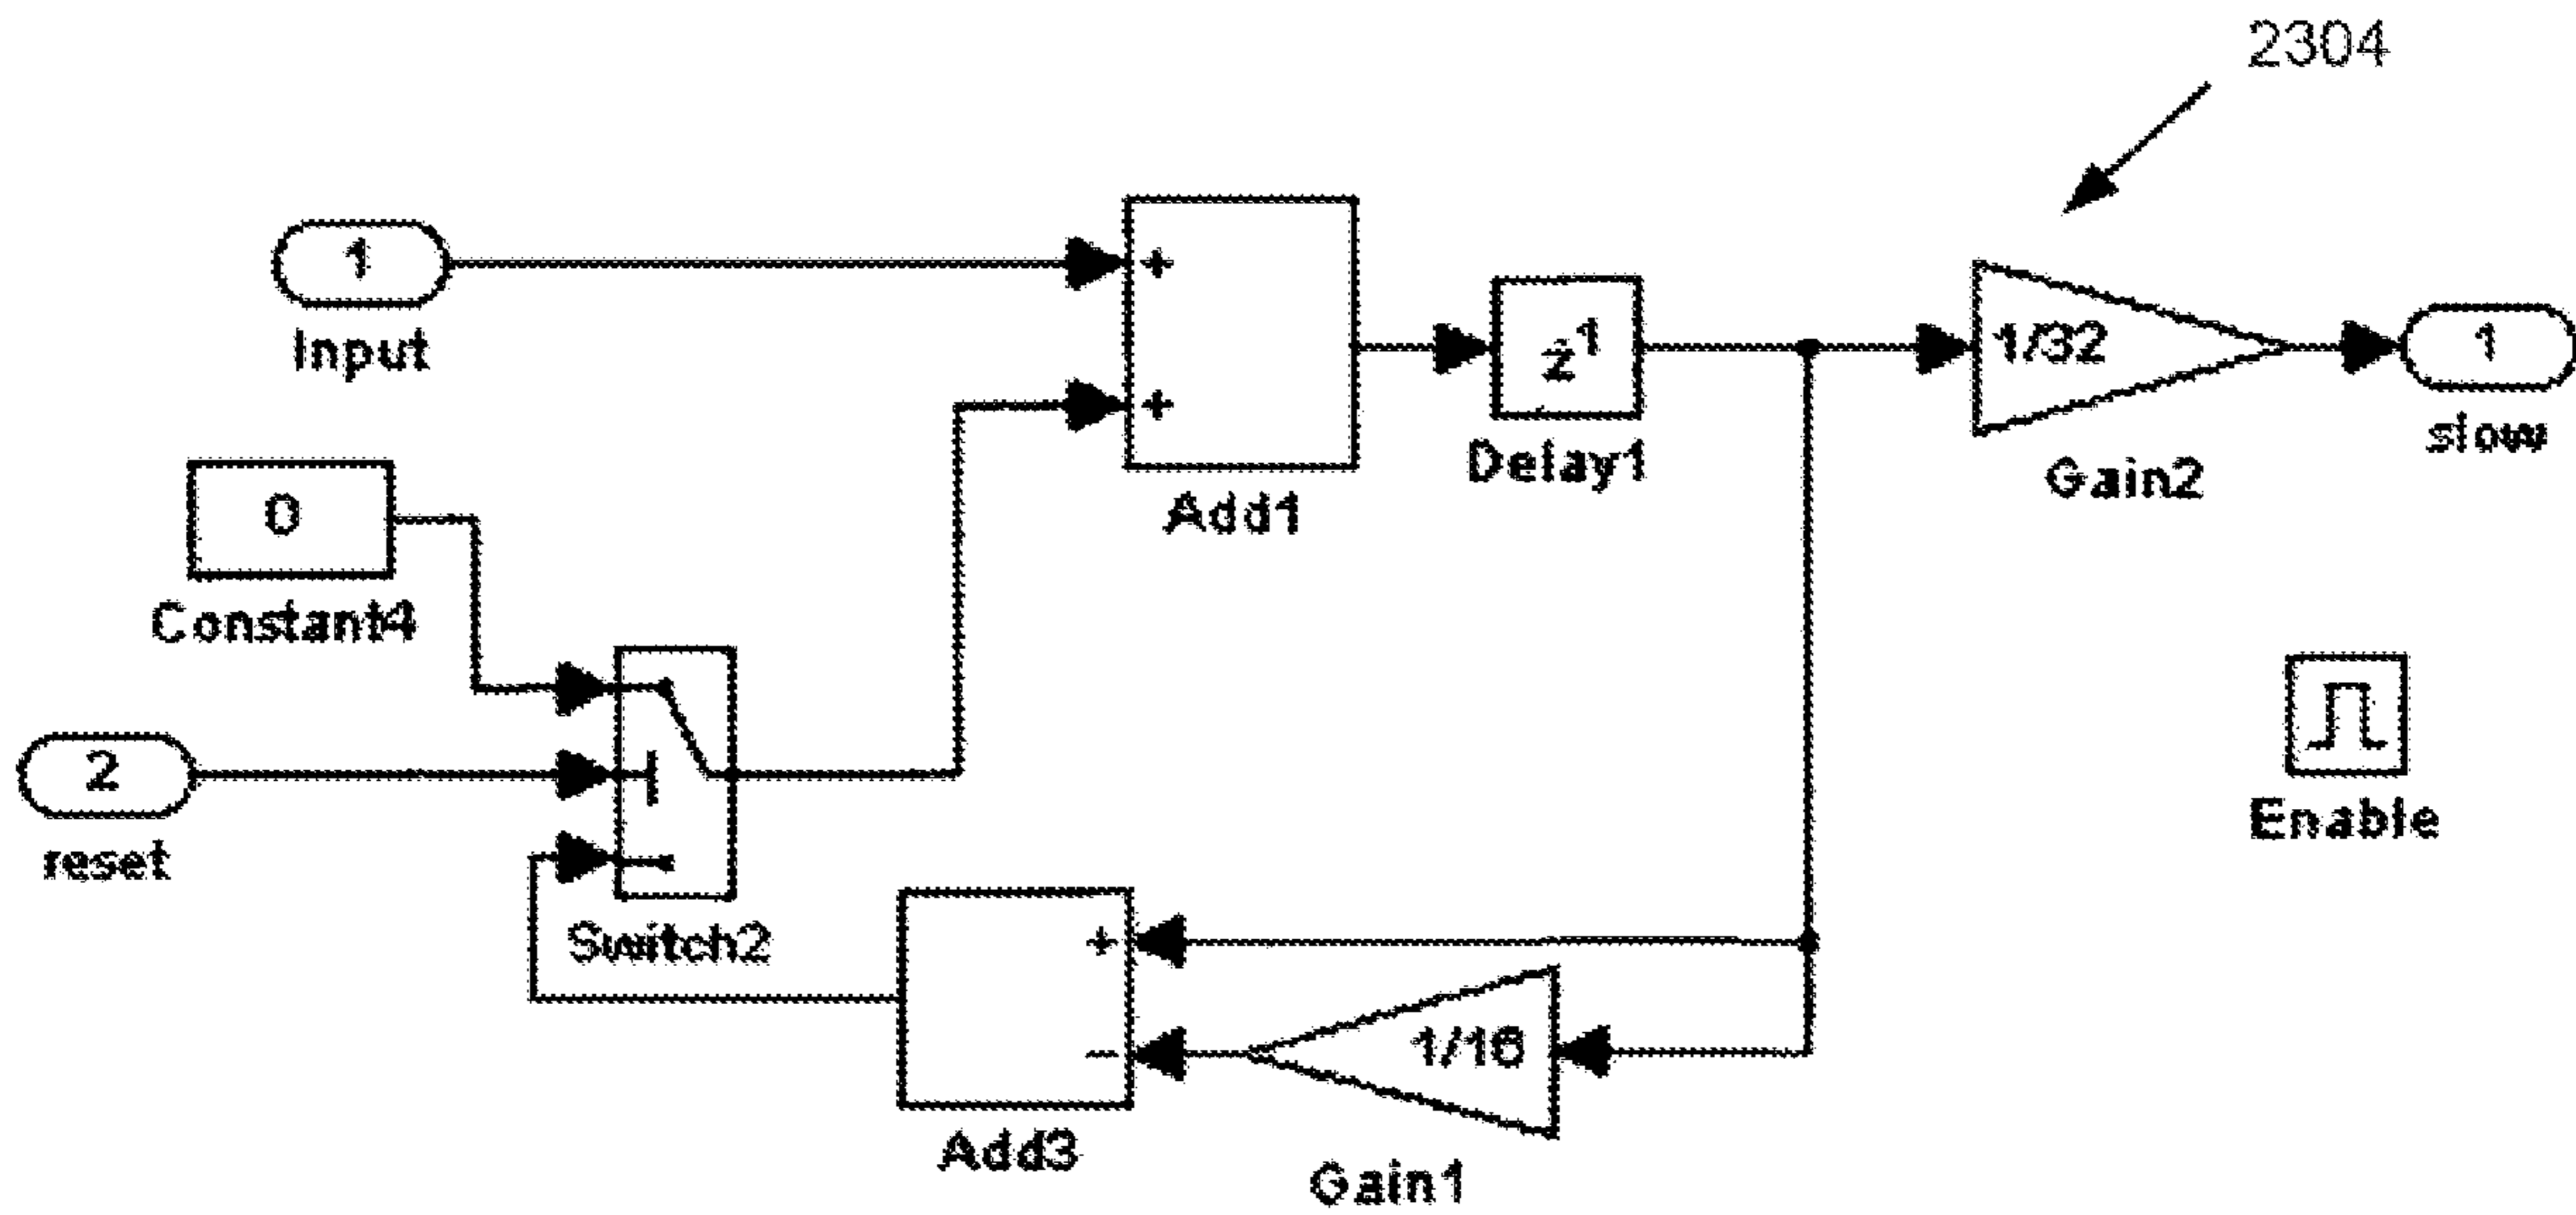 2304
1
Input
+
+
Add1
z¹
Delay1
1/32
Gain2
1
slow
0
Constant4
2
reset
Switch2
Enable
+
-
Add3
1/16
Gain1